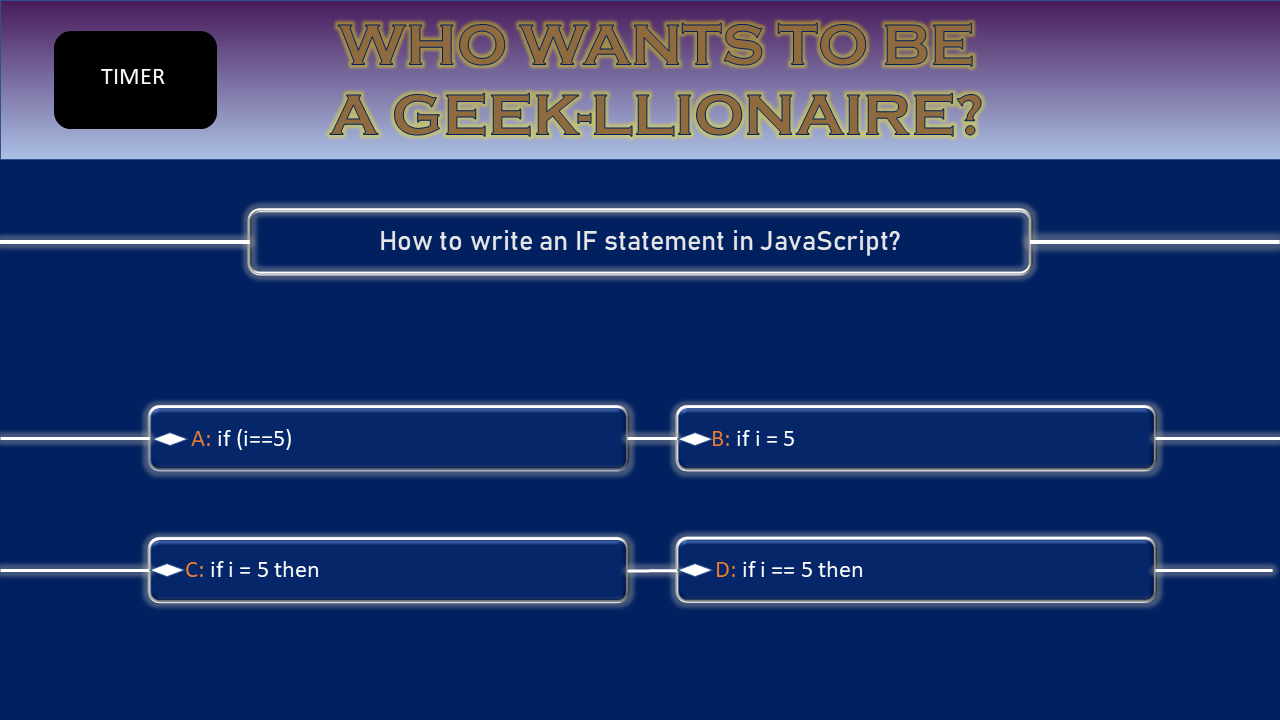 TIMER
WHO WANTS TO BE
A GEEK-LLIONAIRE?
How to write an IF statement in JavaScript?
A: if (i==5)
B: if i = 5
C: if i = 5 then
D: if i == 5 then